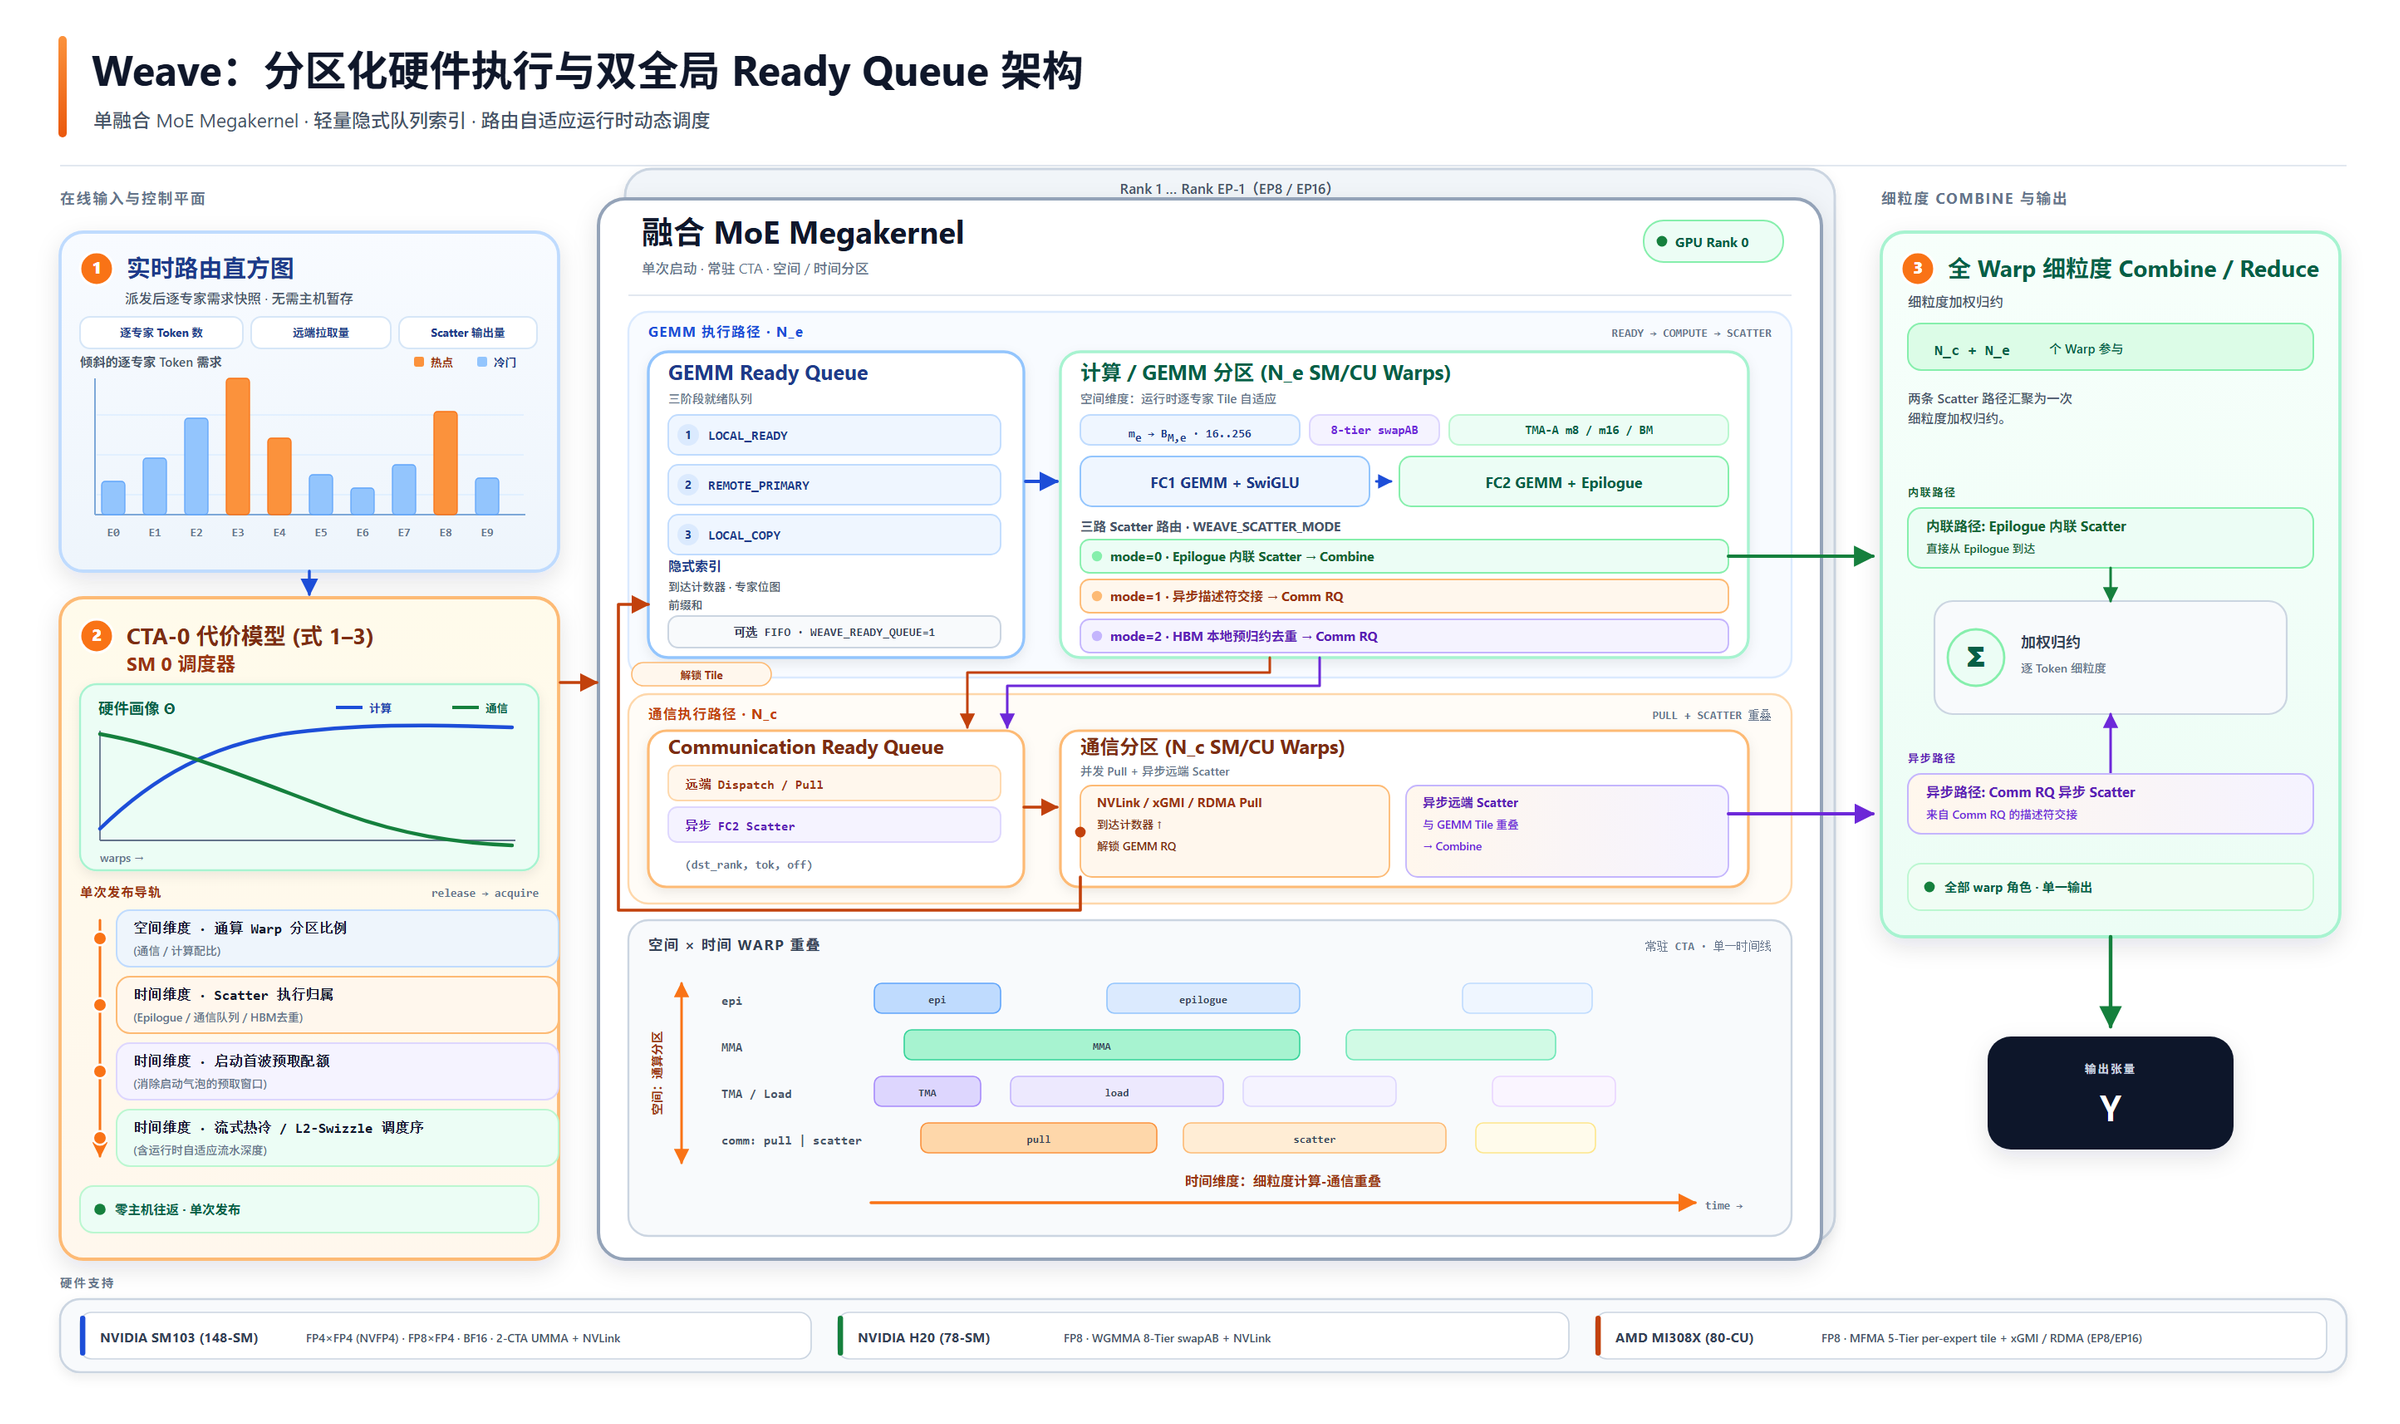 Weave：分区化硬件执行与双全局 Ready Queue 架构
单融合 MoE Megakernel · 轻量隐式队列索引 · 路由自适应运行时动态调度
在线输入与控制平面
1 实时路由直方图
派发后逐专家需求快照 · 无需主机暂存
逐专家 Token 数
远端拉取量
Scatter 输出量
倾斜的逐专家 Token 需求
热点
冷门
E0 E1 E2 E3 E4 E5 E6 E7 E8 E9
2 CTA-0 代价模型 (式 1–3)
SM 0 调度器
硬件画像 Θ
计算
通信
warps →
单次发布导轨
release → acquire
空间维度 · 通算 Warp 分区比例
(通信 / 计算配比)
时间维度 · Scatter 执行归属
(Epilogue / 通信队列 / HBM去重)
时间维度 · 启动首波预取配额
(消除启动气泡的预取窗口)
时间维度 · 流式热冷 / L2-Swizzle 调度序
(含运行时自适应流水深度)
零主机往返 · 单次发布
Rank 1 ... Rank EP-1（EP8 / EP16）
融合 MoE Megakernel
单次启动 · 常驻 CTA · 空间 / 时间分区
GPU Rank 0
GEMM 执行路径 · N_e
READY → COMPUTE → SCATTER
GEMM Ready Queue
三阶段就绪队列
1 LOCAL_READY
2 REMOTE_PRIMARY
3 LOCAL_COPY
隐式索引
到达计数器 · 专家位图
前缀和
可选 FIFO · WEAVE_READY_QUEUE=1
解锁 Tile
计算 / GEMM 分区 (N_e SM/CU Warps)
空间维度：运行时逐专家 Tile 自适应
me → BM,e · 16..256
8-tier swapAB
TMA-A m8 / m16 / BM
FC1 GEMM + SwiGLU
FC2 GEMM + Epilogue
三路 Scatter 路由 · WEAVE_SCATTER_MODE
mode=0 · Epilogue 内联 Scatter → Combine
mode=1 · 异步描述符交接 → Comm RQ
mode=2 · HBM 本地预归约去重 → Comm RQ
通信执行路径 · N_c
PULL + SCATTER 重叠
Communication Ready Queue
远端 Dispatch / Pull
异步 FC2 Scatter
(dst_rank, tok, off)
通信分区 (N_c SM/CU Warps)
并发 Pull + 异步远端 Scatter
NVLink / xGMI / RDMA Pull
到达计数器 ↑
解锁 GEMM RQ
异步远端 Scatter
与 GEMM Tile 重叠
→ Combine
空间 × 时间 WARP 重叠
常驻 CTA · 单一时间线
空间：通算分区
epi
epi
epilogue
MMA
MMA
TMA / Load
TMA
load
comm: pull | scatter
pull
scatter
时间维度：细粒度计算-通信重叠
time →
细粒度 COMBINE 与输出
3 全 Warp 细粒度 Combine / Reduce
细粒度加权归约
N_c + N_e 个 Warp 参与
两条 Scatter 路径汇聚为一次
细粒度加权归约。
内联路径
内联路径: Epilogue 内联 Scatter
直接从 Epilogue 到达
Σ
加权归约
逐 Token 细粒度
异步路径
异步路径: Comm RQ 异步 Scatter
来自 Comm RQ 的描述符交接
全部 warp 角色 · 单一输出
输出张量
Y
硬件支持
NVIDIA SM103 (148-SM) FP4×FP4 (NVFP4) · FP8×FP4 · BF16 · 2-CTA UMMA + NVLink
NVIDIA H20 (78-SM) FP8 · WGMMA 8-Tier swapAB + NVLink
AMD MI308X (80-CU) FP8 · MFMA 5-Tier per-expert tile + xGMI / RDMA (EP8/EP16)